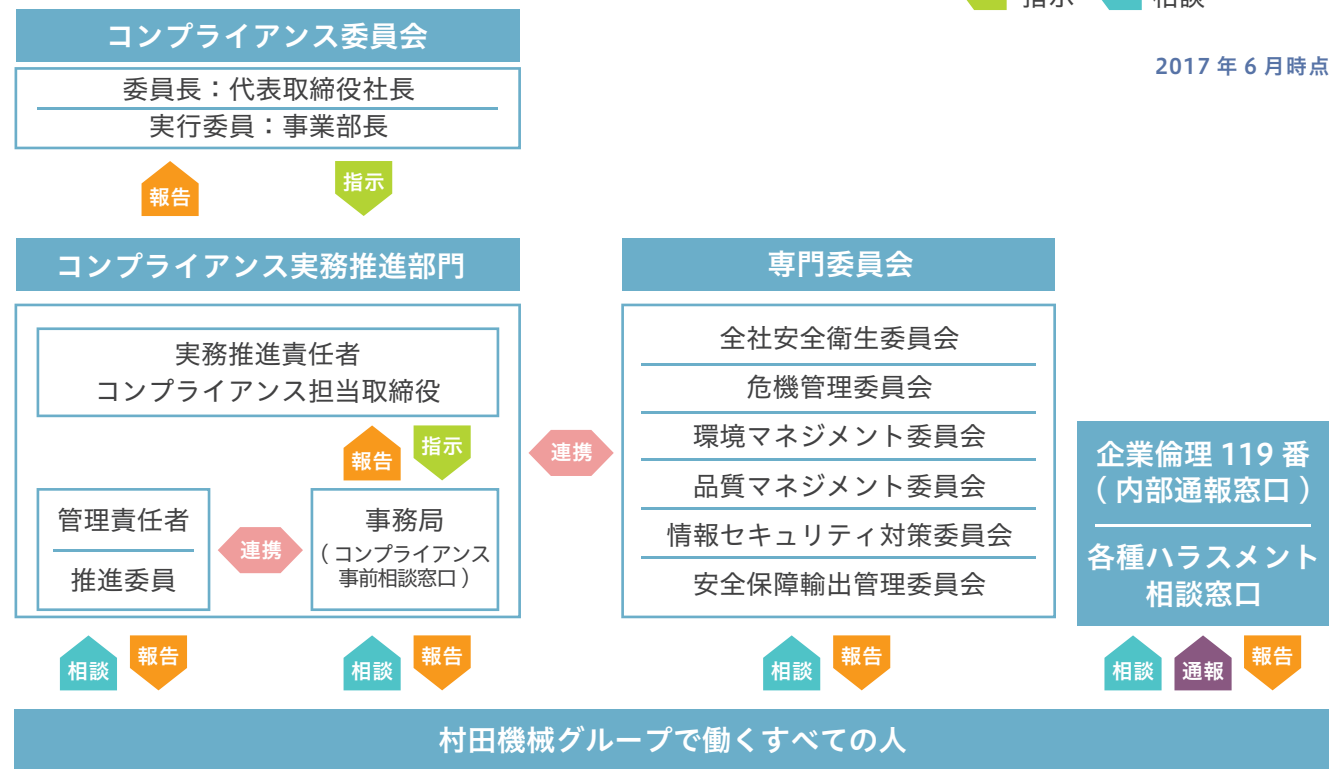 指示
相談
2017 年 6 月時点
コンプライアンス委員会
委員長：代表取締役社長
実行委員：事業部長
報告
指示
コンプライアンス実務推進部門
実務推進責任者
コンプライアンス担当取締役
報告
指示
管理責任者
推進委員
連携
事務局
（コンプライアンス
事前相談窓口）
連携
専門委員会
全社安全衛生委員会
危機管理委員会
環境マネジメント委員会
品質マネジメント委員会
情報セキュリティ対策委員会
安全保障輸出管理委員会
企業倫理 119 番
（内部通報窓口）
各種ハラスメント
相談窓口
相談
報告
相談
報告
相談
報告
相談
通報
報告
村田機械グループで働くすべての人